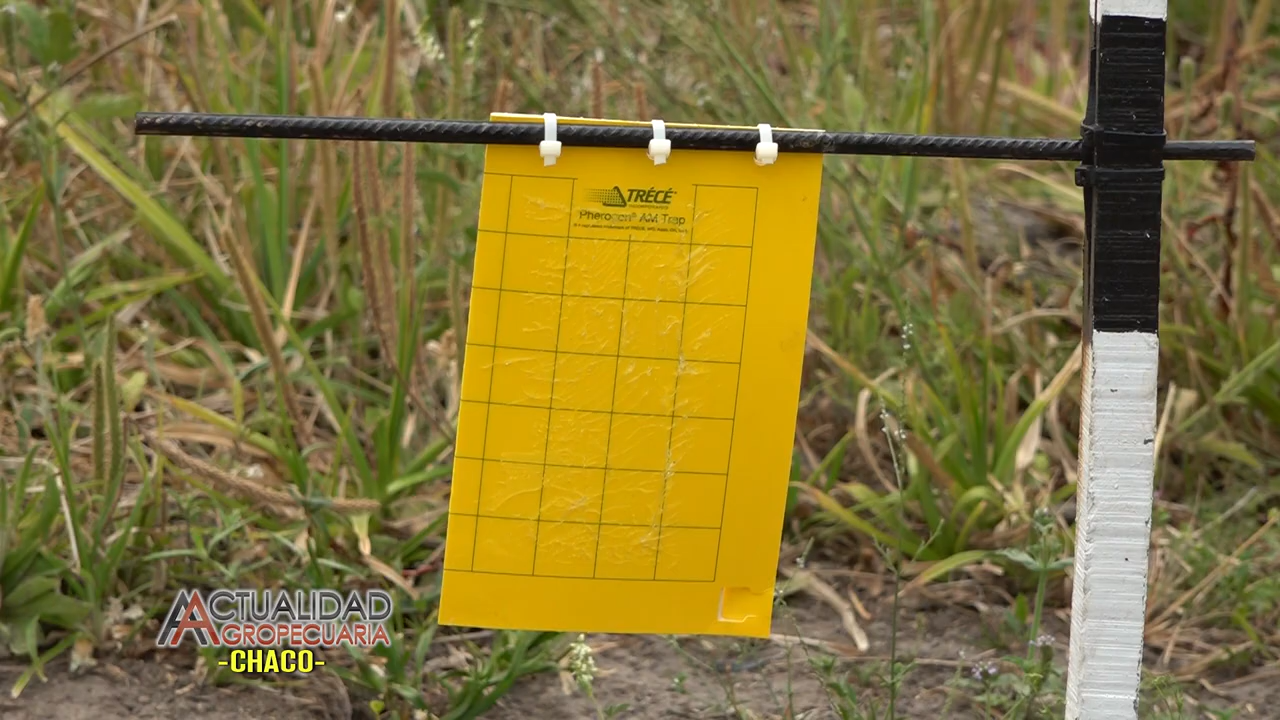 TRÉCÉ
Pherocon® AM Trap
ACTUALIDAD
AGROPECUARIA
-CHACO-